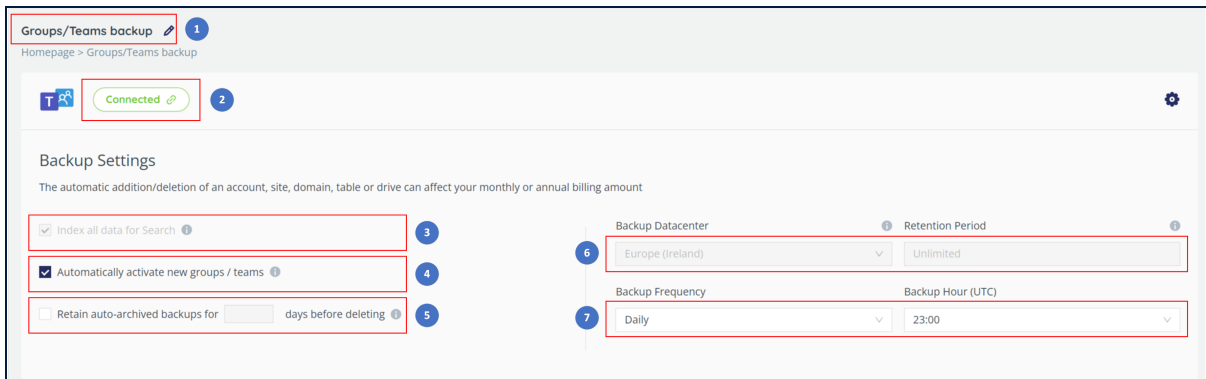 Groups/Teams backup 1
Homepage > Groups/Teams backup
T Connected 2
Backup Settings
The automatic addition/deletion of an account, site, domain, table or drive can affect your monthly or annual billing amount
Index all data for Search 3
Automatically activate new groups / teams 4
Retain auto-archived backups for days before deleting 5
Backup Datacenter Retention Period
6 Europe (Ireland) Unlimited
Backup Frequency Backup Hour (UTC)
7 Daily 23:00